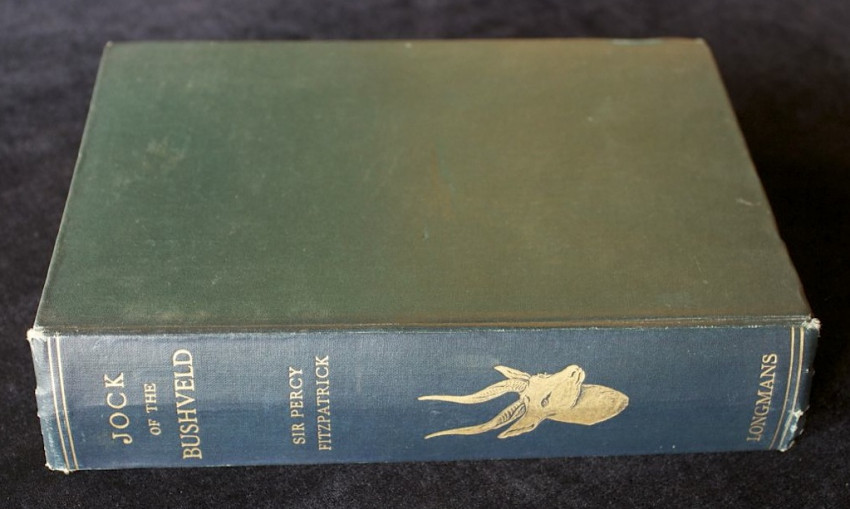 JOCK
OF THE
BUSHVELD
SIR PERCY
FITZPATRICK
LONGMANS